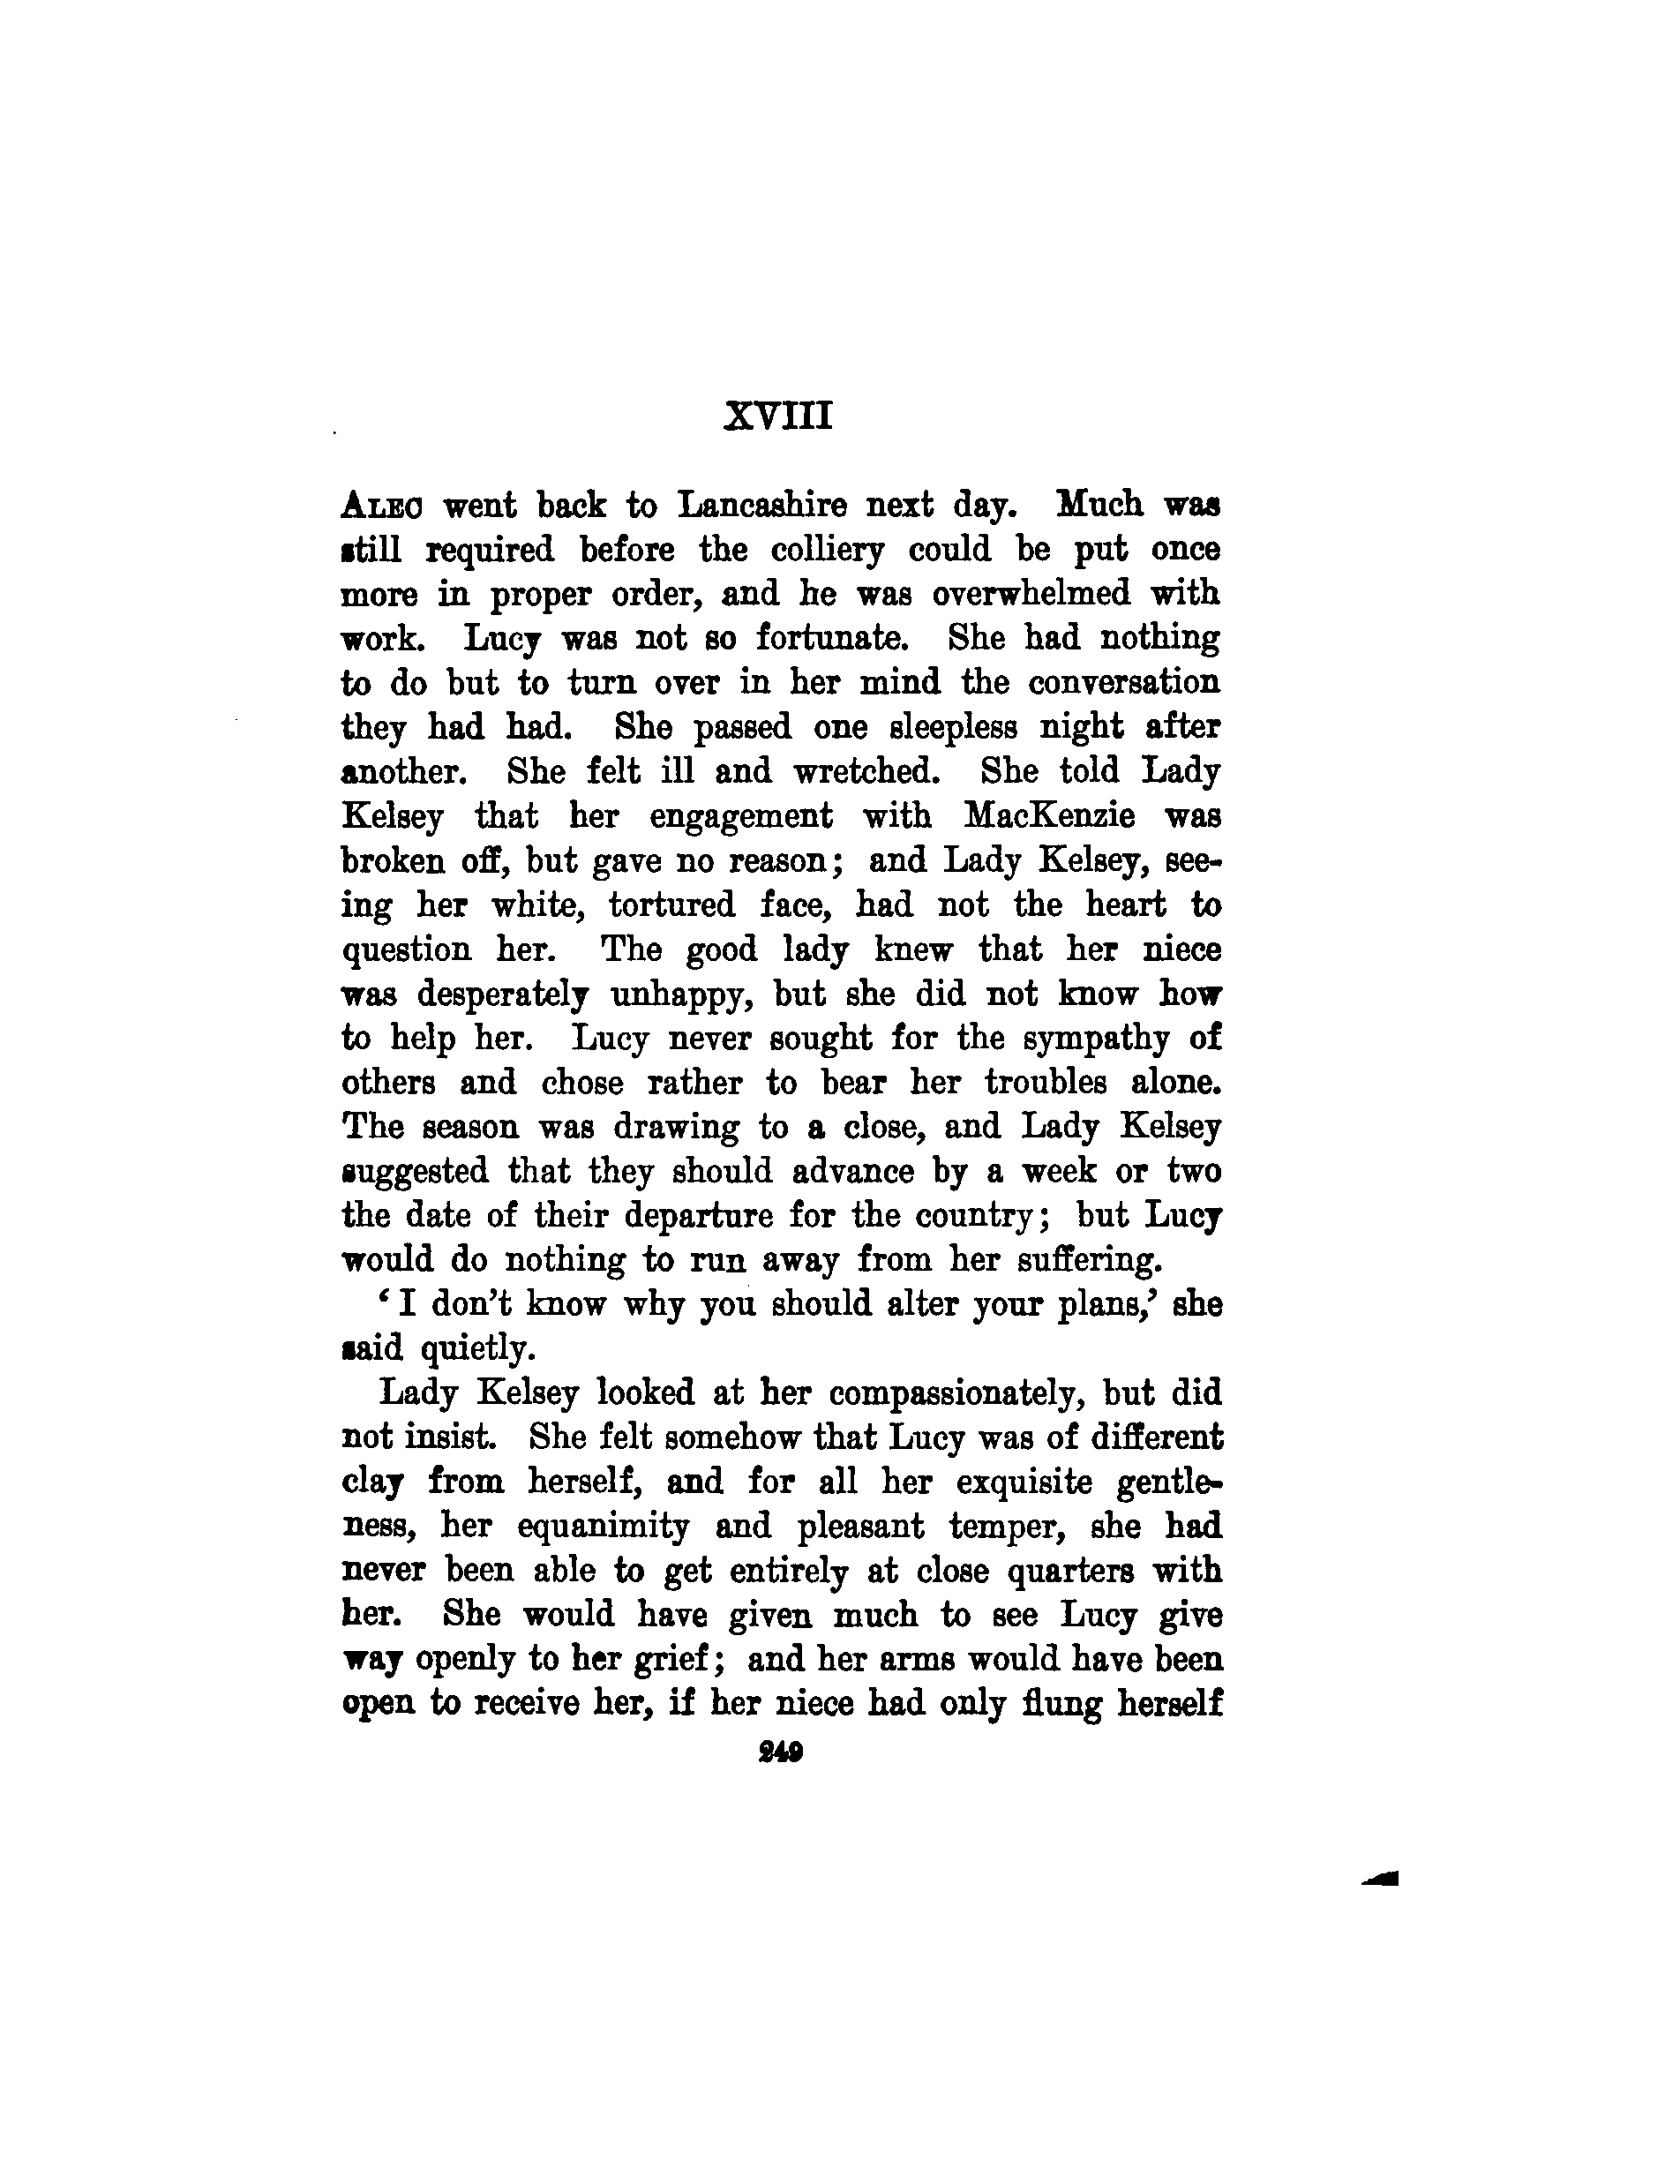 XVIII
ALEC went back to Lancashire next day. Much was
still required before the colliery could be put once
more in proper order, and he was overwhelmed with
work. Lucy was not so fortunate. She had nothing
to do but to turn over in her mind the conversation
they had had. She passed one sleepless night after
another. She felt ill and wretched. She told Lady
Kelsey that her engagement with MacKenzie was
broken off, but gave no reason; and Lady Kelsey, see-
ing her white, tortured face, had not the heart to
question her. The good lady knew that her niece
was desperately unhappy, but she did not know how
to help her. Lucy never sought for the sympathy of
others and chose rather to bear her troubles alone.
The season was drawing to a close, and Lady Kelsey
suggested that they should advance by a week or two
the date of their departure for the country; but Lucy
would do nothing to run away from her suffering.
‘I don’t know why you should alter your plans,’ she
said quietly.
Lady Kelsey looked at her compassionately, but did
not insist. She felt somehow that Lucy was of different
clay from herself, and for all her exquisite gentle-
ness, her equanimity and pleasant temper, she had
never been able to get entirely at close quarters with
her. She would have given much to see Lucy give
way openly to her grief; and her arms would have been
open to receive her, if her niece had only flung herself
249